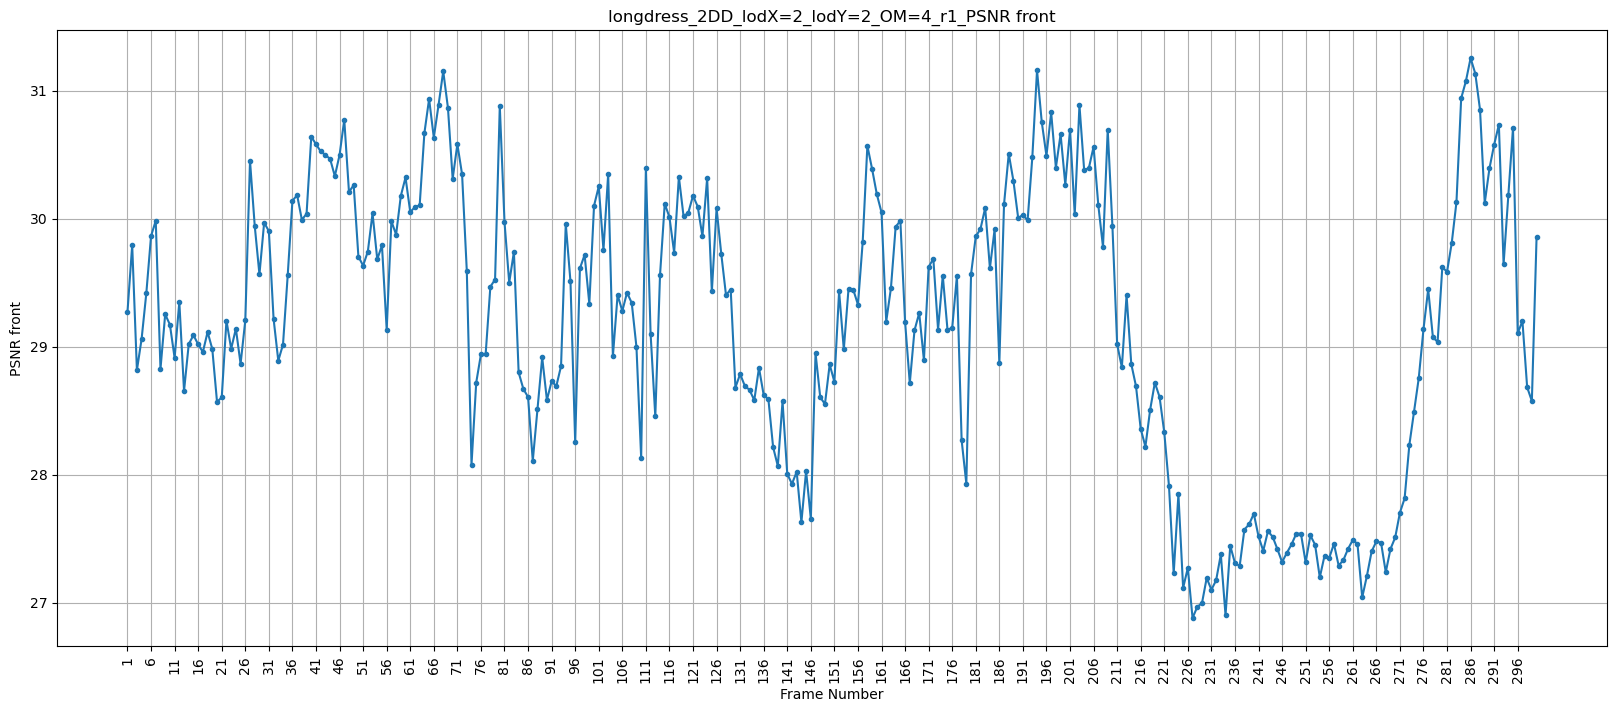 longdress_2DD_lodX=2_lodY=2_OM=4_r1_PSNR front
PSNR front
31
30
29
28
27
1 6 11 16 21 26 31 36 41 46 51 56 61 66 71 76 81 86 91 96 101 106 111 116 121 126 131 136 141 146 151 156 161 166 171 176 181 186 191 196 201 206 211 216 221 226 231 236 241 246 251 256 261 266 271 276 281 286 291 296
Frame Number